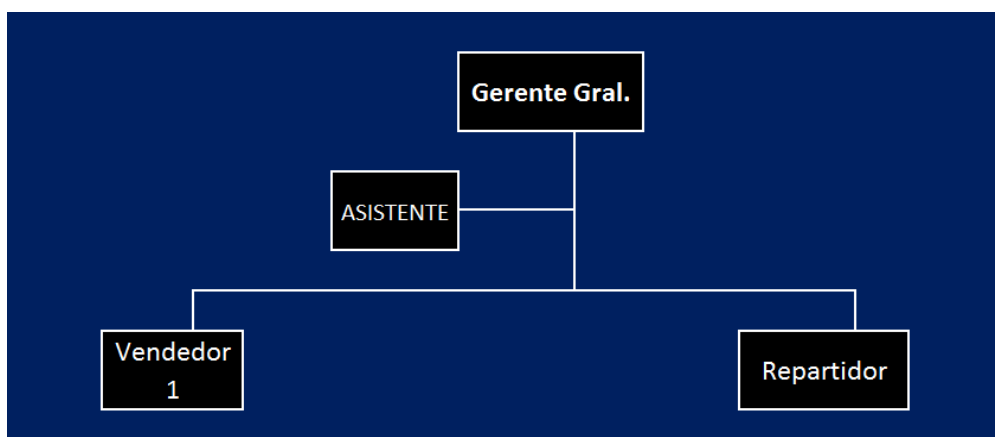 Gerente Gral.
ASISTENTE
Vendedor
1
Repartidor